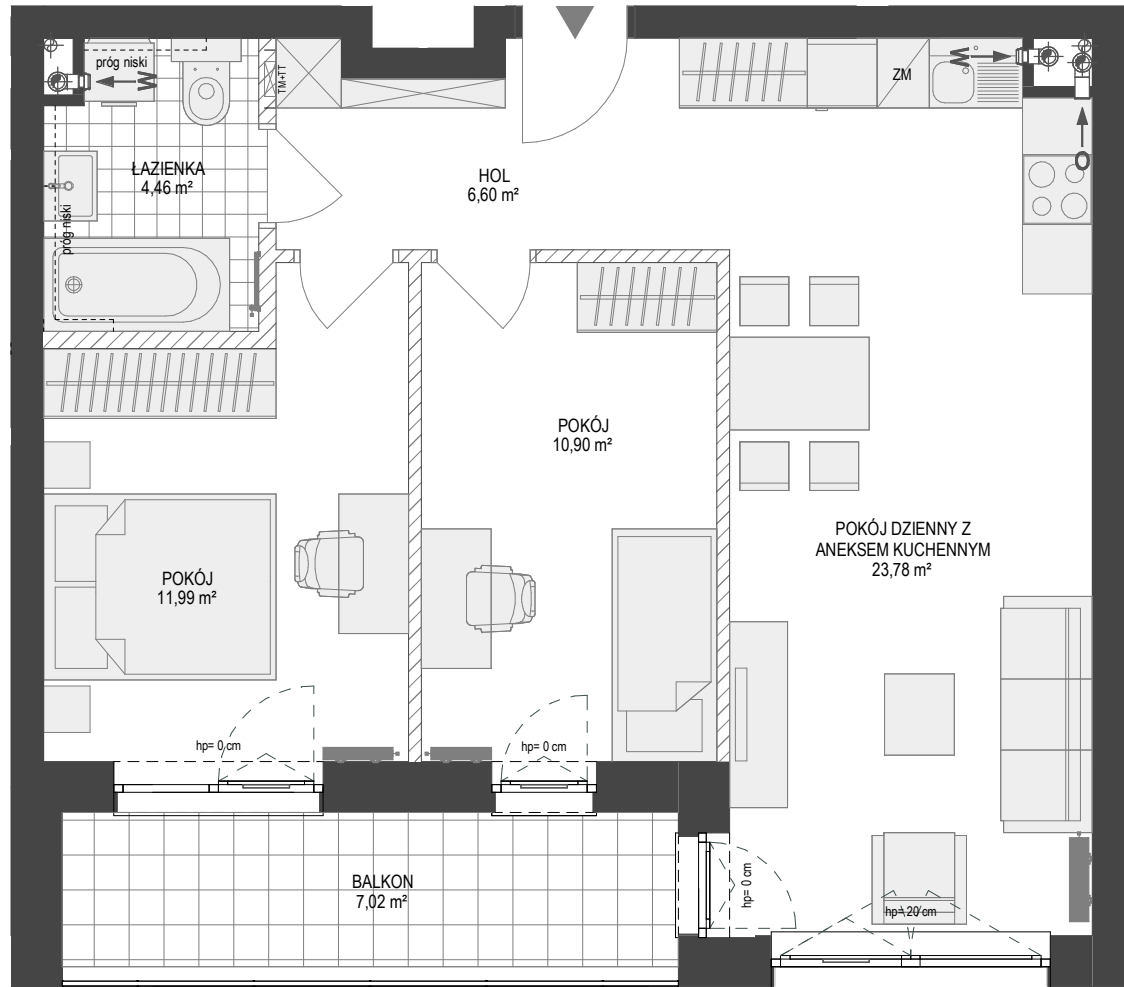 próg niski
W
TM+TT
ZM
W
O
ŁAZIENKA
4,46 m²
próg niski
HOL
6,60 m²
POKÓJ
10,90 m²
POKÓJ DZIENNY Z
ANEKSEM KUCHENNYM
23,78 m²
POKÓJ
11,99 m²
hp= 0 cm
hp= 0 cm
BALKON
7,02 m²
hp= 0 cm
hp= 20 cm